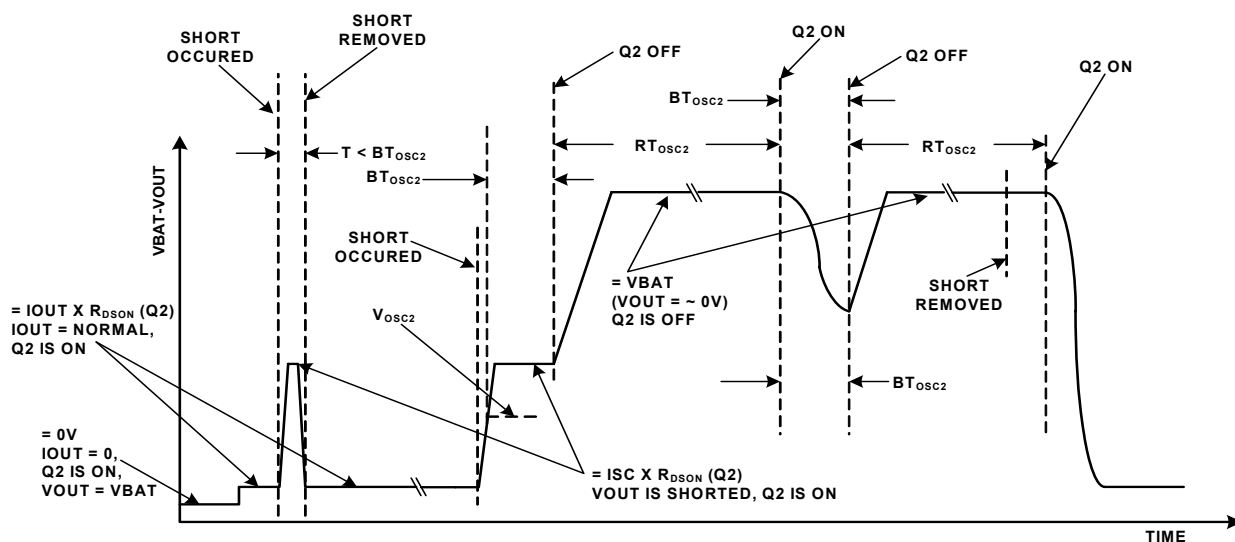 SHORT
OCCURED
SHORT
REMOVED
Q2 OFF
Q2 ON
Q2 OFF
Q2 ON
BTOSC2
T < BTOSC2
RTOSC2
RTOSC2
BTOSC2
VBAT-VOUT
SHORT
OCCURED
= VBAT
(VOUT = ~ 0V)
Q2 IS OFF
SHORT
REMOVED
= IOUT X RDSON (Q2)
IOUT = NORMAL,
Q2 IS ON
VOSC2
BTOSC2
= 0V
IOUT = 0,
Q2 IS ON,
VOUT = VBAT
= ISC X RDSON (Q2)
VOUT IS SHORTED, Q2 IS ON
TIME